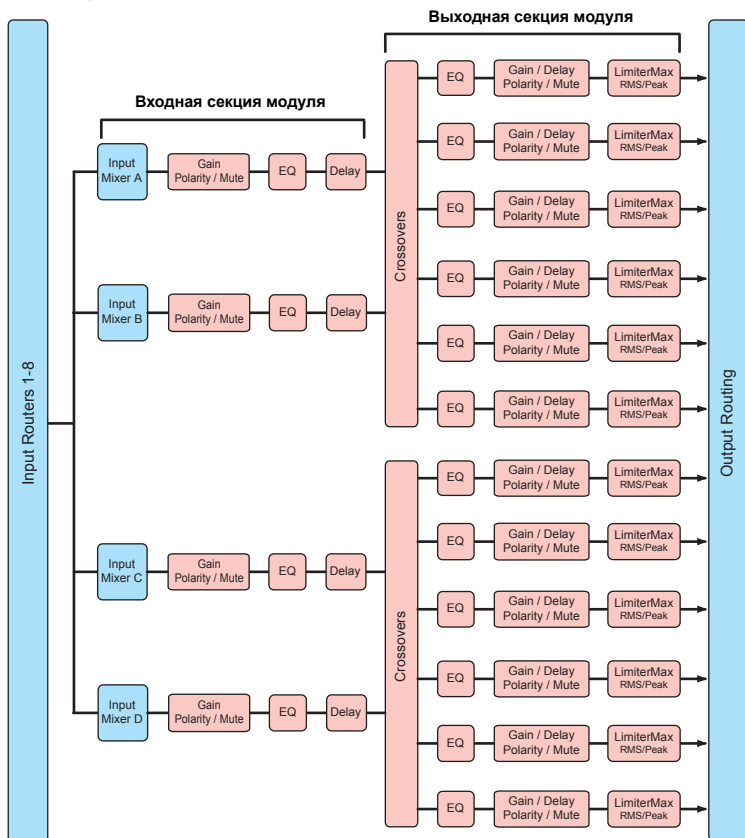 Выходная секция модуля
Входная секция модуля
Input Routers 1-8
Input
Mixer A
Gain
Polarity / Mute
EQ
Delay
Input
Mixer B
Gain
Polarity / Mute
EQ
Delay
Input
Mixer C
Gain
Polarity / Mute
EQ
Delay
Input
Mixer D
Gain
Polarity / Mute
EQ
Delay
Crossovers
EQ
Gain / Delay
Polarity / Mute
LimiterMax
RMS/Peak
EQ
Gain / Delay
Polarity / Mute
LimiterMax
RMS/Peak
EQ
Gain / Delay
Polarity / Mute
LimiterMax
RMS/Peak
EQ
Gain / Delay
Polarity / Mute
LimiterMax
RMS/Peak
EQ
Gain / Delay
Polarity / Mute
LimiterMax
RMS/Peak
EQ
Gain / Delay
Polarity / Mute
LimiterMax
RMS/Peak
Crossovers
EQ
Gain / Delay
Polarity / Mute
LimiterMax
RMS/Peak
EQ
Gain / Delay
Polarity / Mute
LimiterMax
RMS/Peak
EQ
Gain / Delay
Polarity / Mute
LimiterMax
RMS/Peak
EQ
Gain / Delay
Polarity / Mute
LimiterMax
RMS/Peak
EQ
Gain / Delay
Polarity / Mute
LimiterMax
RMS/Peak
EQ
Gain / Delay
Polarity / Mute
LimiterMax
RMS/Peak
Output Routing